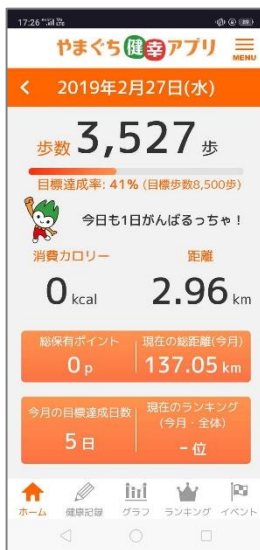 17:26
やまぐち健幸アプリ
MENU
2019年2月27日(水)
歩数 3,527 歩
目標達成率: 41% (目標歩数8,500歩)
今日も1日がんばるっちゃ！
消費カロリー 距離
0 kcal 2.96 km
総保有ポイント 現在の総距離(今月)
0 p 137.05 km
今月の目標達成日数 現在のランキング
(今月・全体)
5 日 - 位
ホーム 健康記録 グラフ ランキング イベント